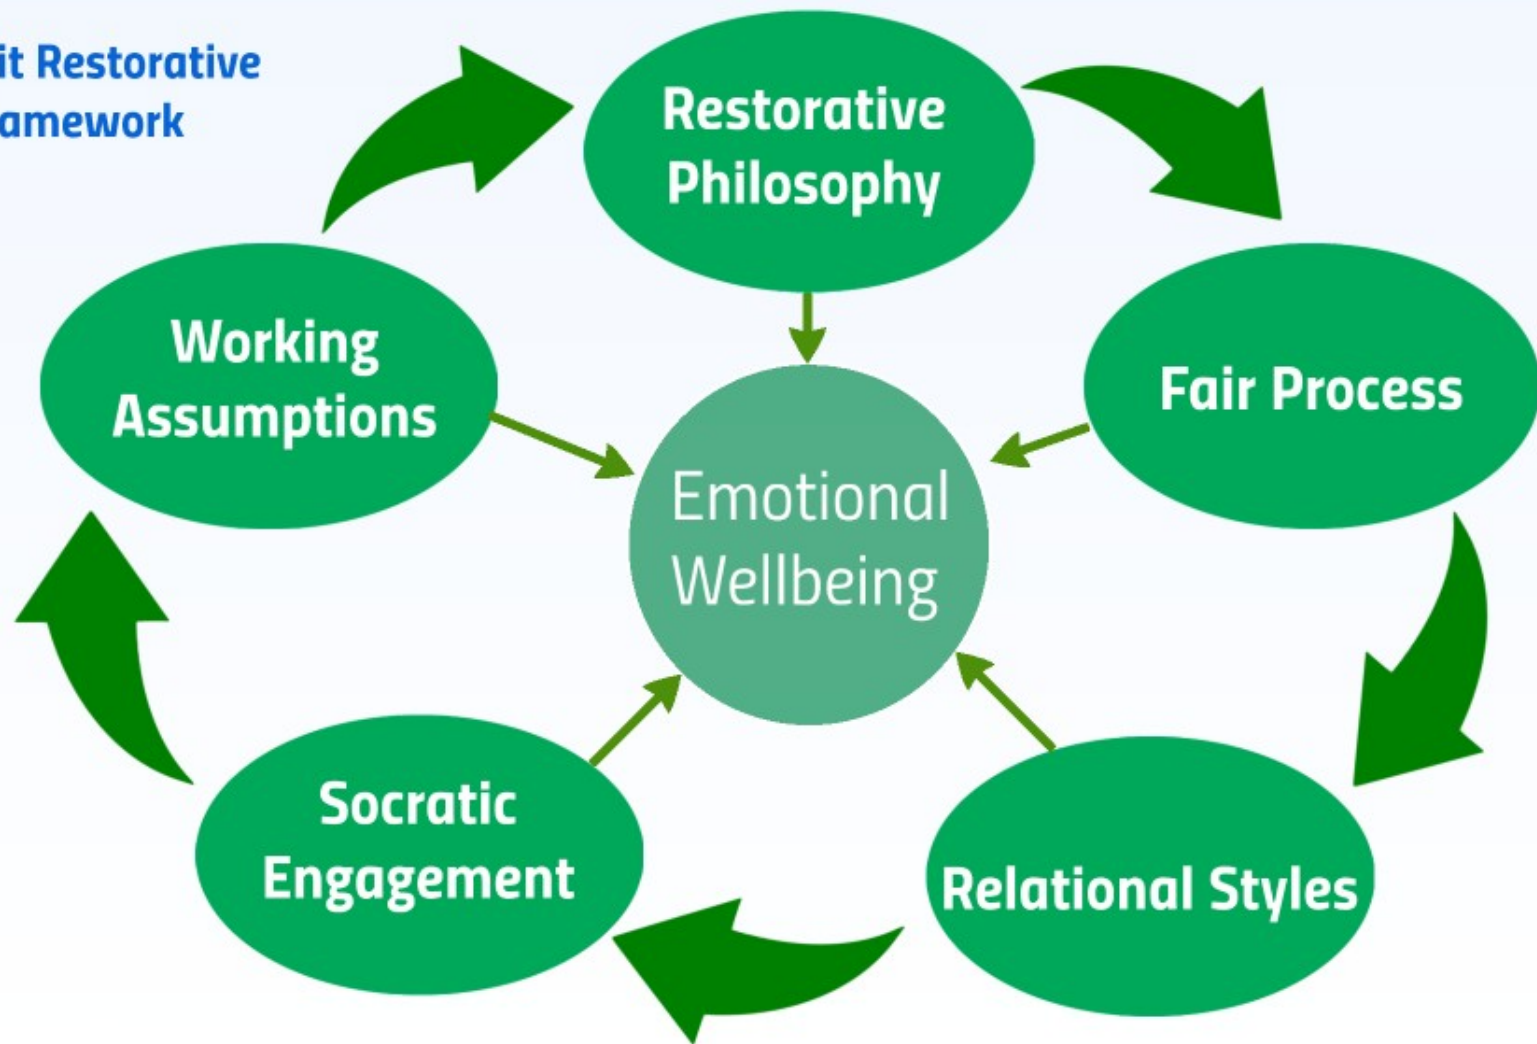 it Restorative
amework
Restorative
Philosophy
Working
Assumptions
Fair Process
Emotional
Wellbeing
Socratic
Engagement
Relational Styles